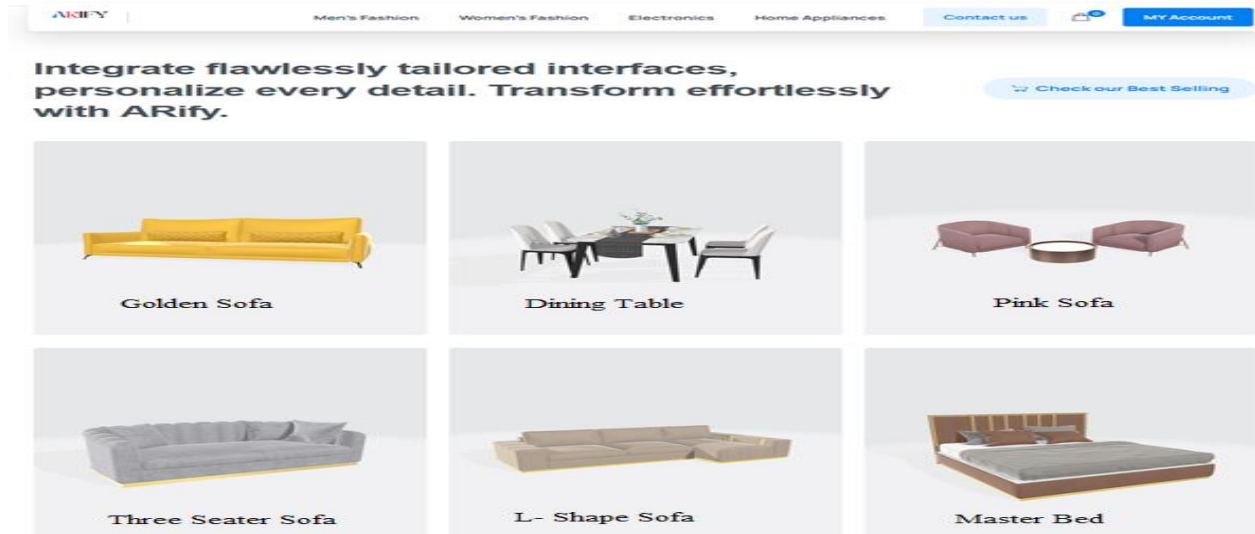 ARIFY
Men's Fashion Women's Fashion Electronics Home Appliances Contact us 0 MY Account
Integrate flawlessly tailored interfaces,
personalize every detail. Transform effortlessly
with ARify.
Check our Best Selling
Golden Sofa Dining Table Pink Sofa
Three Seater Sofa L- Shape Sofa Master Bed